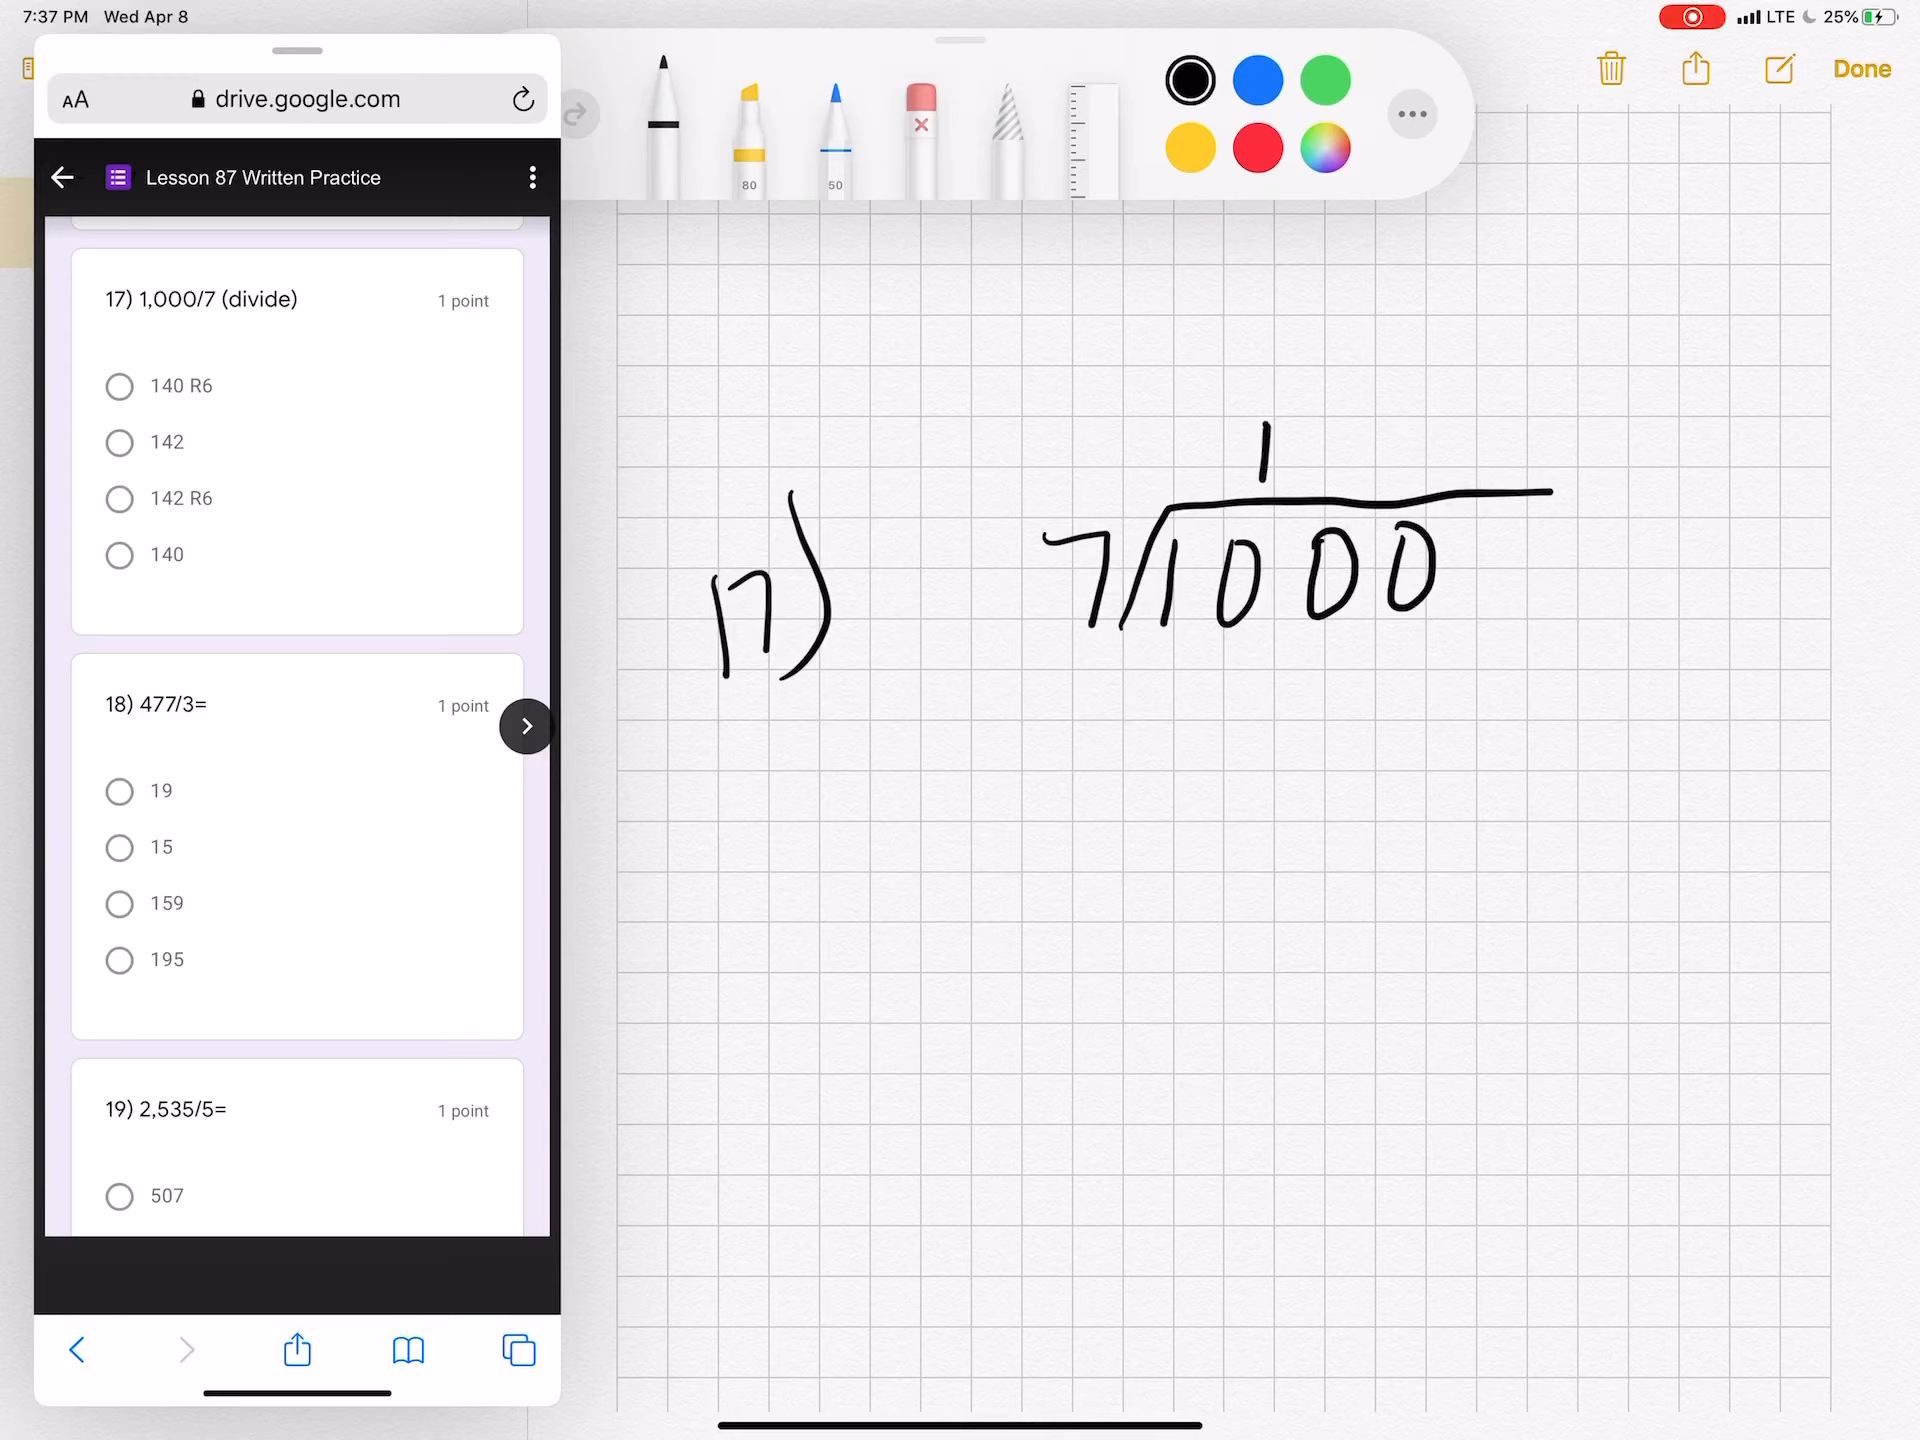 7:37 PM Wed Apr 8
LTE 25%
AA drive.google.com
Done
80
50
Lesson 87 Written Practice
17) 1,000/7 (divide) 1 point
140 R6
142
142 R6
140
18) 477/3= 1 point
19
15
159
195
19) 2,535/5= 1 point
507
1
17) 7 1000